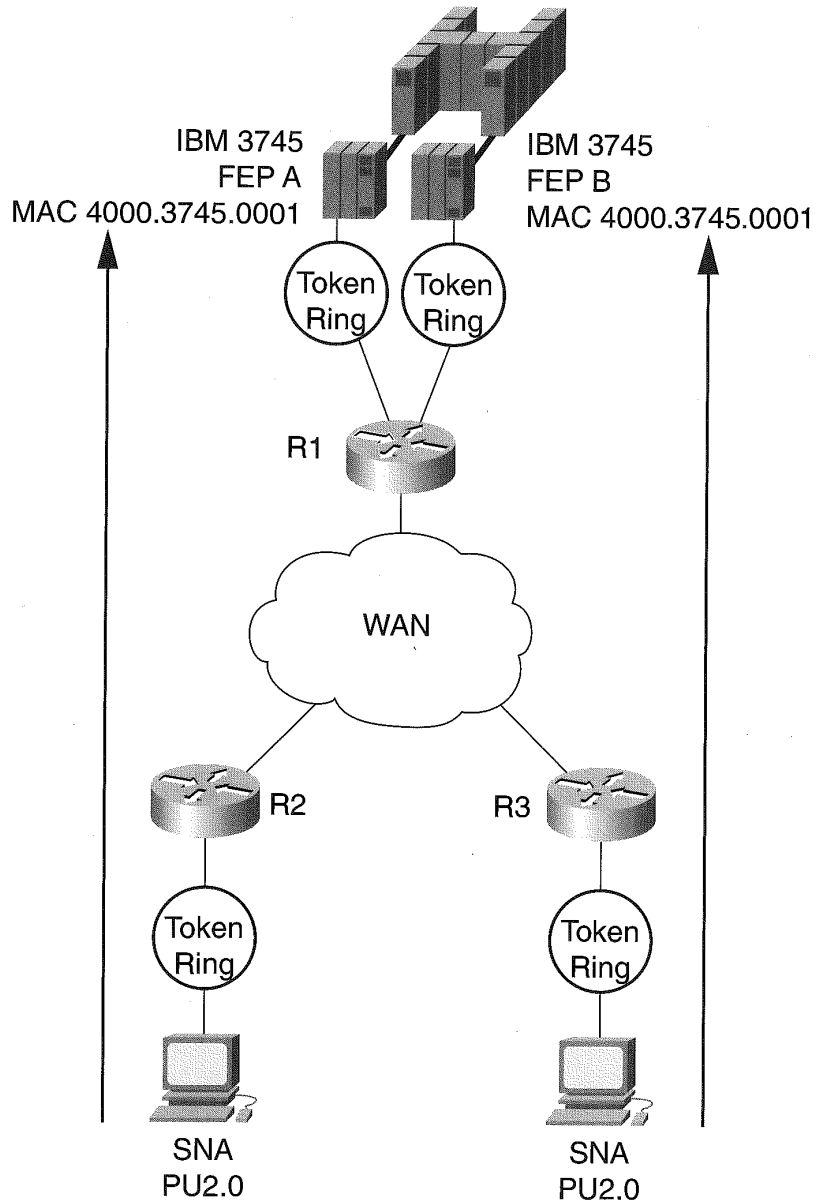 IBM 3745
FEP A
MAC 4000.3745.0001
IBM 3745
FEP B
MAC 4000.3745.0001
Token
Ring
Token
Ring
R1
WAN
R2
R3
Token
Ring
Token
Ring
SNA
PU2.0
SNA
PU2.0